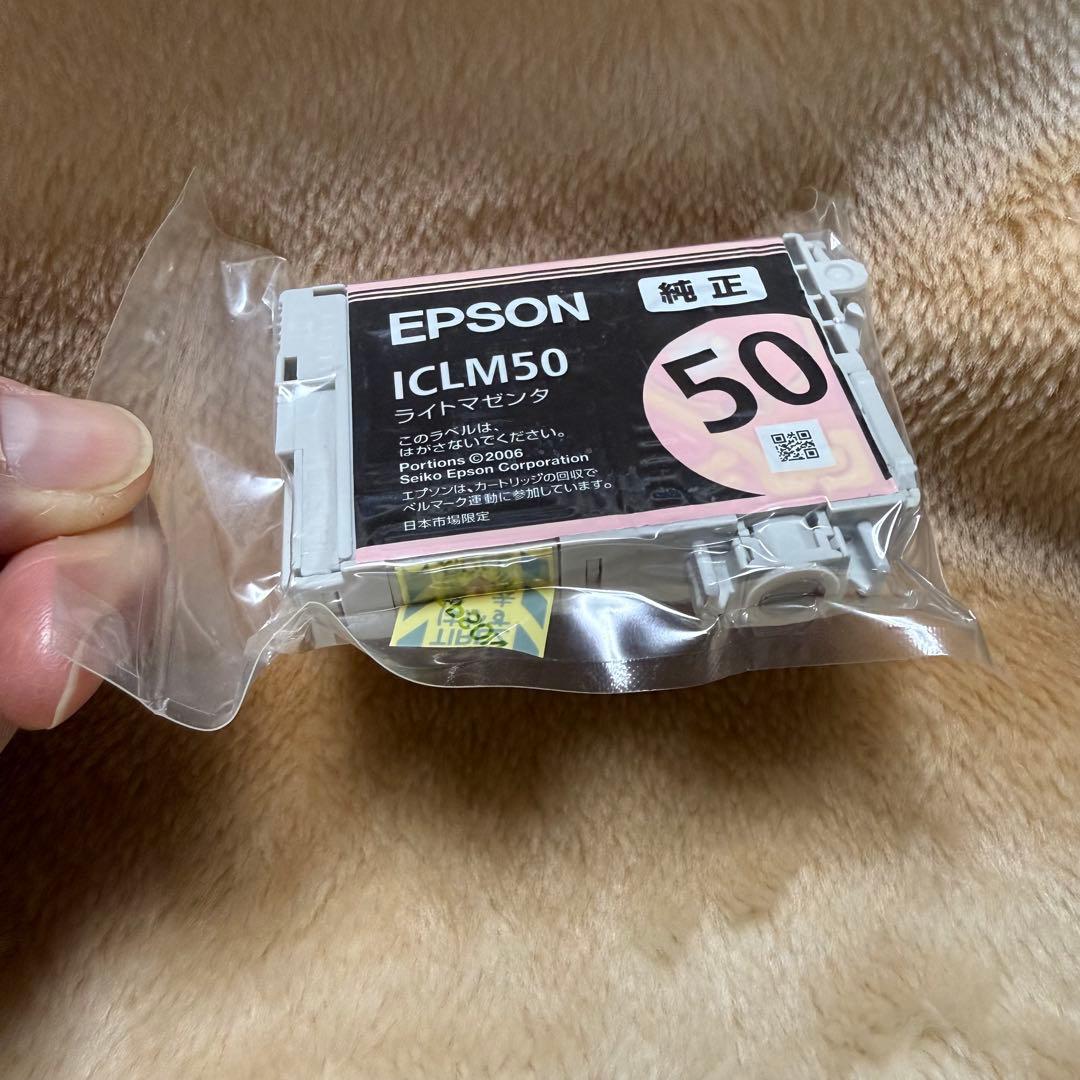 EPSON
純正
ICLM50
ライトマゼンタ
50
このラベルは、
はがさないでください。
Portions ©2006
Seiko Epson Corporation
エプソンは、カートリッジの回収で
ベルマーク運動に参加しています。
日本市場限定